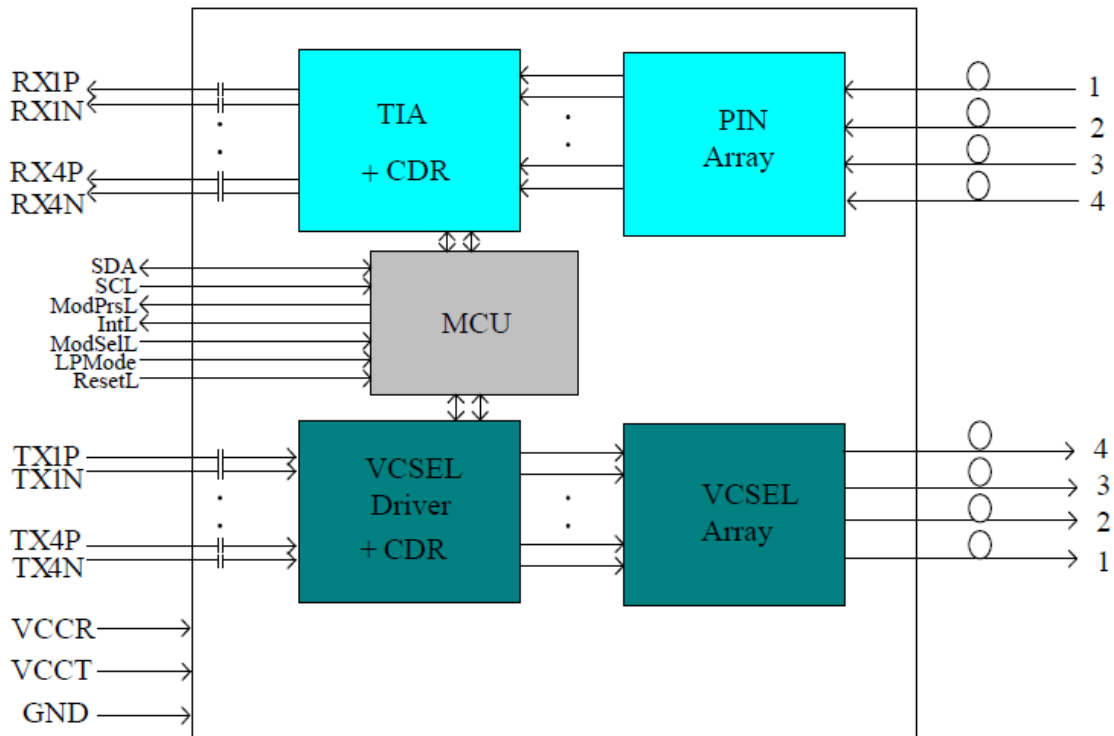 RX1P
RX1N
RX4P
RX4N
TIA
+ CDR
PIN
Array
1
2
3
4
SDA
SCL
ModPrsL
IntL
ModSelL
LPMode
ResetL
MCU
TX1P
TX1N
TX4P
TX4N
VCSEL
Driver
+ CDR
VCSEL
Array
4
3
2
1
VCCR
VCCT
GND